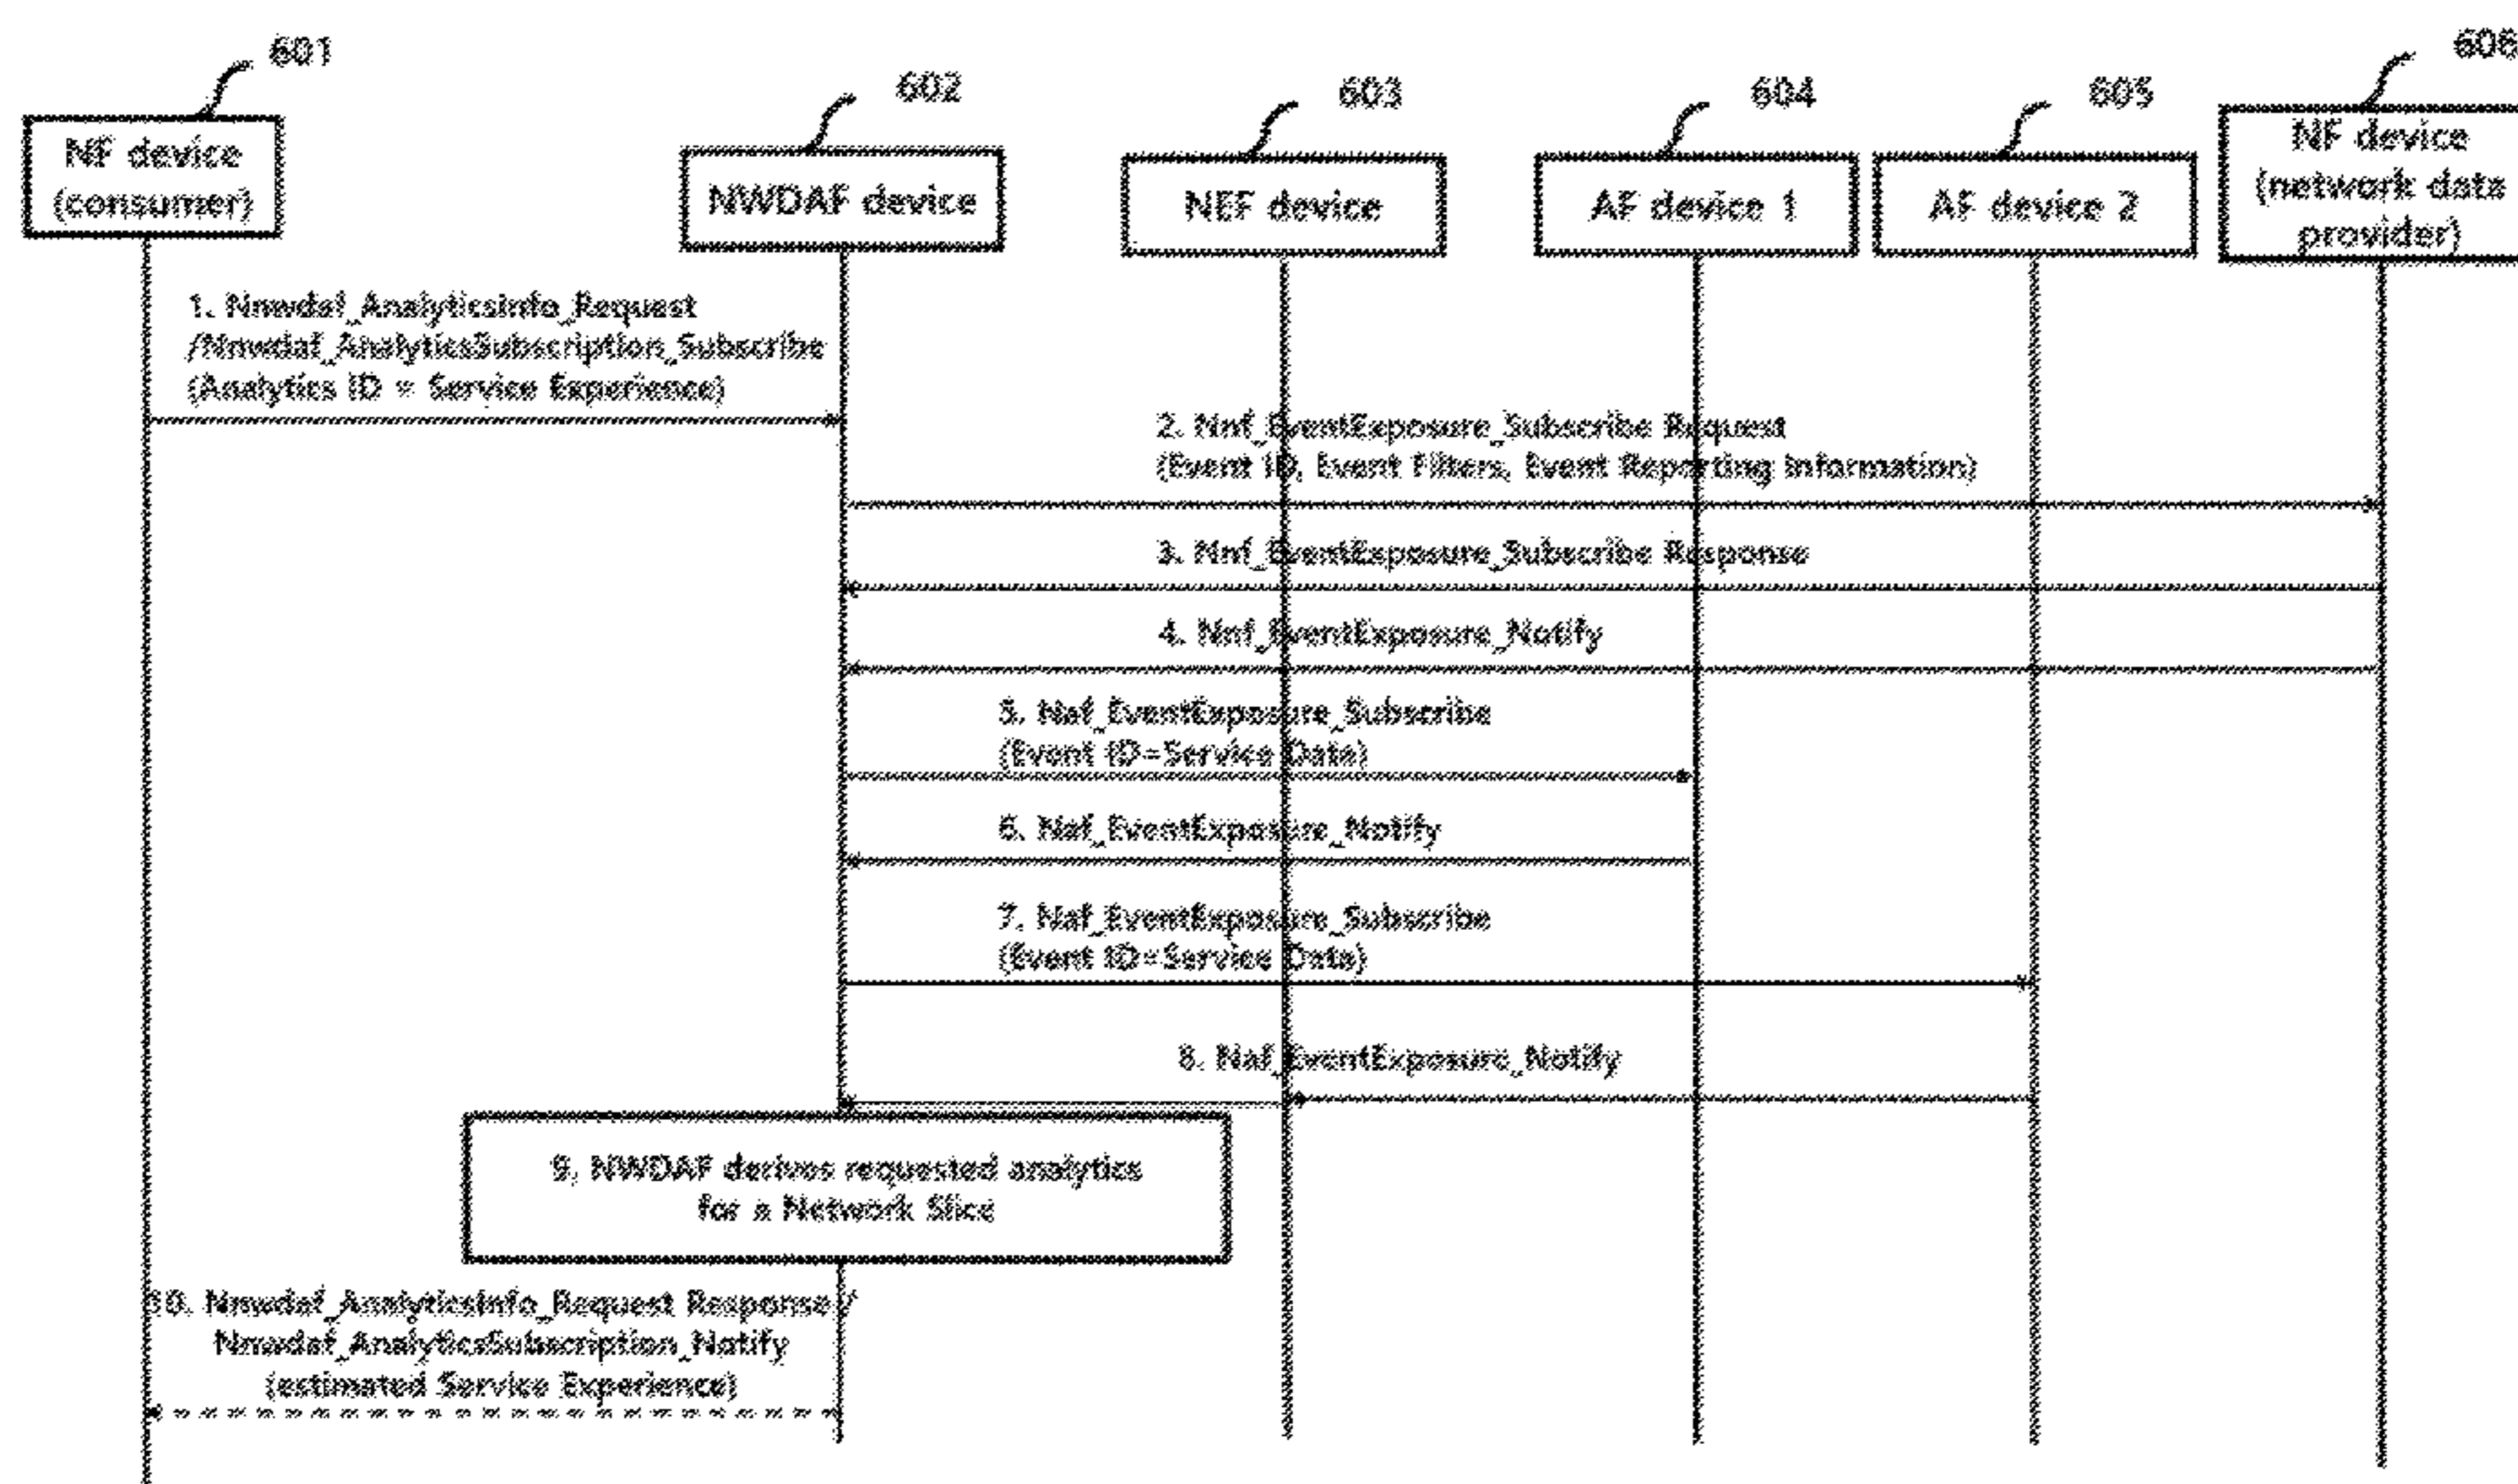 601
602
603
604
605
606
NF device
(consumer)
NWDAF device
NEF device
AF device 1
AF device 2
NF device
(network data
provider)
1. Nnwdaf_AnalyticsInfo_Request
/Nnwdaf_AnalyticsSubscription_Subscribe
(Analytics ID = Service Experience)
2. Nnf_EventExposure_Subscribe Request
(Event ID, Event Filters, Event Reporting Information)
3. Nnf_EventExposure_Subscribe Response
4. Nnf_EventExposure_Notify
5. Naf_EventExposure_Subscribe
(Event ID=Service Data)
6. Naf_EventExposure_Notify
7. Naf_EventExposure_Subscribe
(Event ID=Service Data)
8. Naf_EventExposure_Notify
9, NWDAF derives requested analytics
for a Network Slice
10. Nnwdaf_AnalyticsInfo_Request Response /
Nnwdaf_AnalyticsSubscription_Notify
(estimated Service Experience)